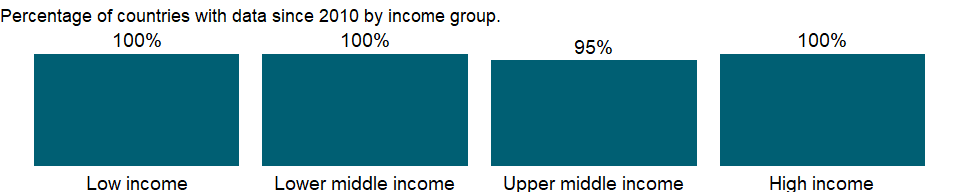 Percentage of countries with data since 2010 by income group.
100% 100% 95% 100%
Low income Lower middle income Upper middle income High income